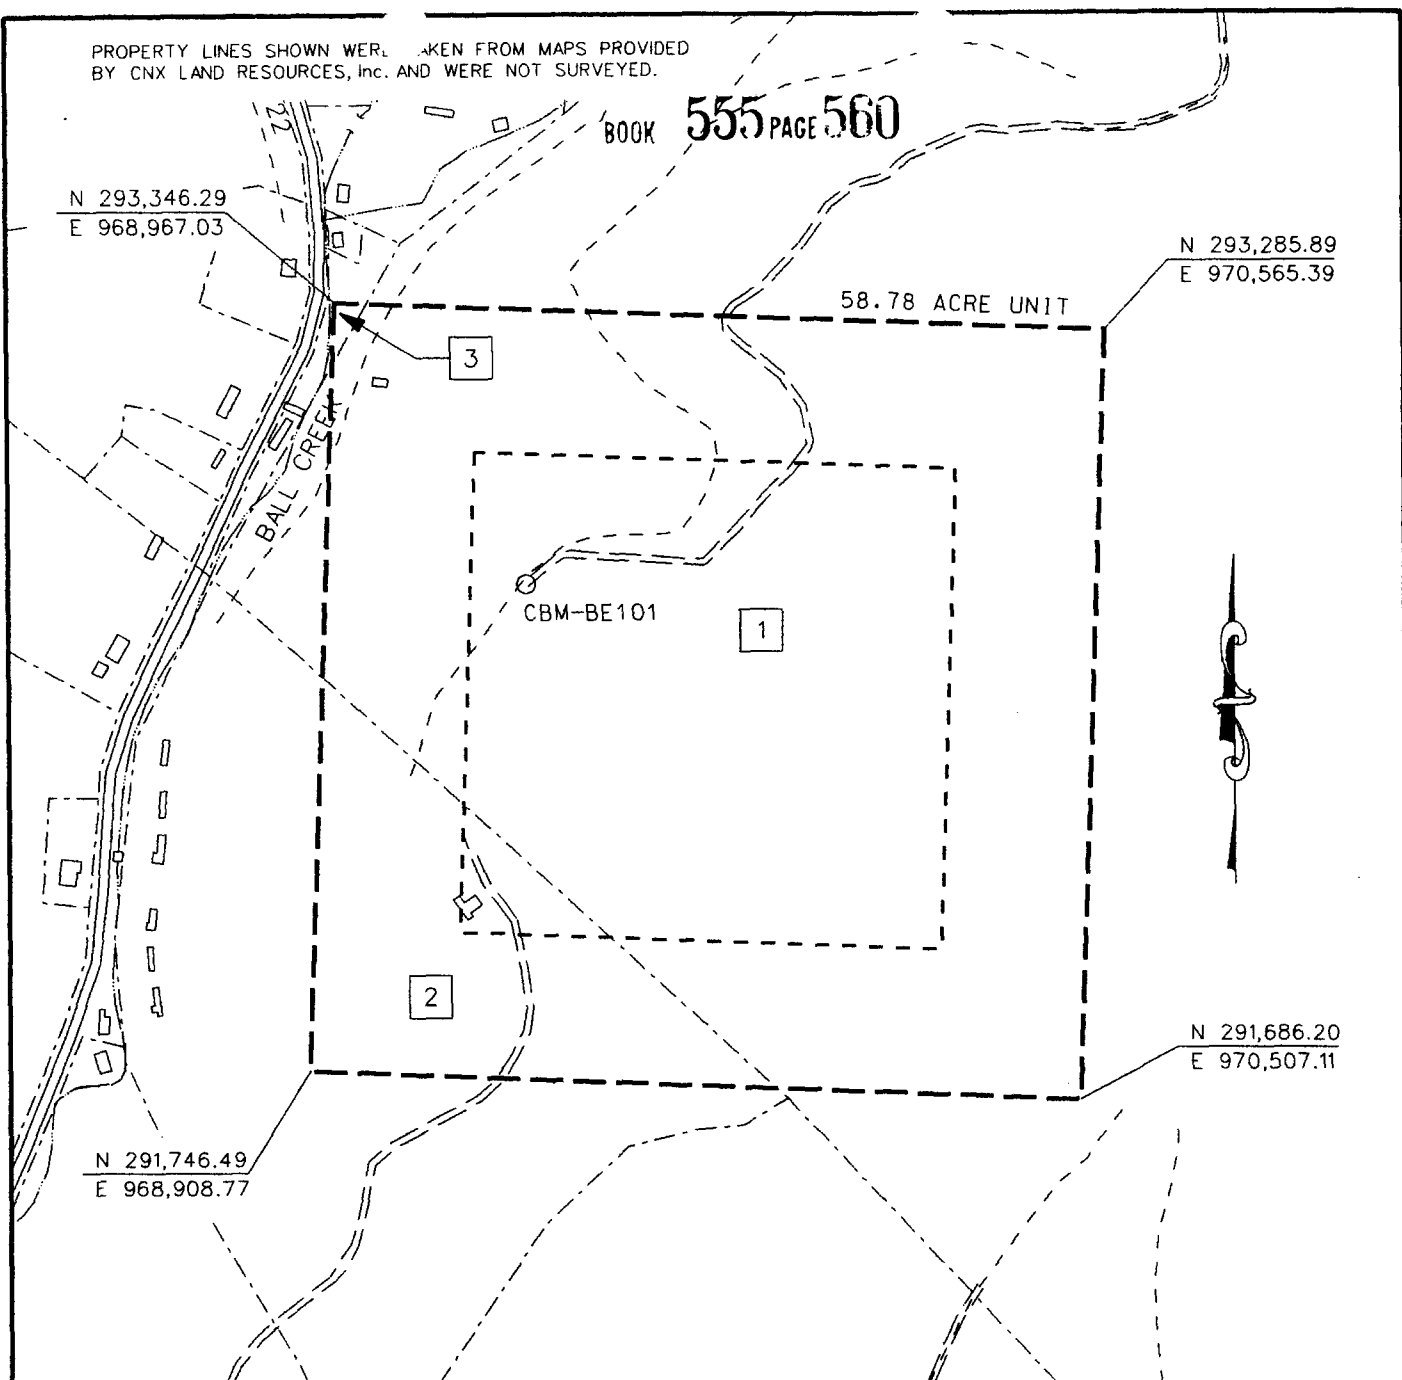 PROPERTY LINES SHOWN WERE AKEN FROM MAPS PROVIDED
BY CNX LAND RESOURCES, Inc. AND WERE NOT SURVEYED.
BOOK 555 PAGE 560
22
N 293,346.29
E 968,967.03
N 293,285.89
E 970,565.39
58.78 ACRE UNIT
3
BALL CREEK
CBM-BE101
1
2
N 291,686.20
E 970,507.11
N 291,746.49
E 968,908.77